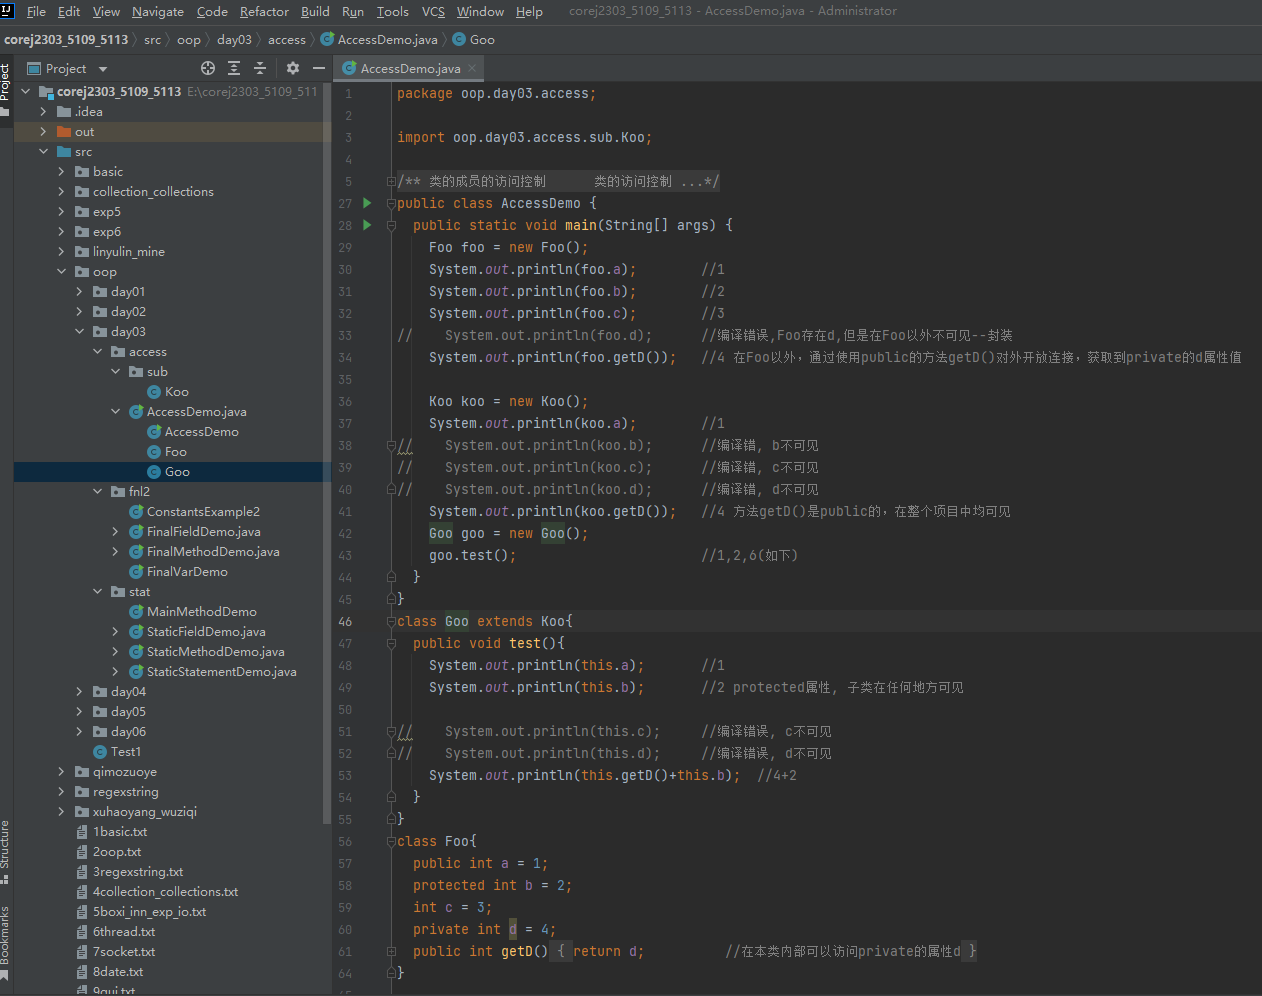 File Edit View Navigate Code Refactor Build Run Tools VCS Window Help corej2303_5109_5113 - AccessDemo.java - Administrator
corej2303_5109_5113 src oop day03 access AccessDemo.java Goo
Project
Project
AccessDemo.java
corej2303_5109_5113 E:\corej2303_5109_511
.idea
out
src
basic
collection_collections
exp5
exp6
linyulin_mine
oop
day01
day02
day03
access
sub
Koo
AccessDemo.java
AccessDemo
Foo
Goo
fnl2
ConstantsExample2
FinalFieldDemo.java
FinalMethodDemo.java
FinalVarDemo
stat
MainMethodDemo
StaticFieldDemo.java
StaticMethodDemo.java
StaticStatementDemo.java
day04
day05
day06
Test1
qimozuoye
regexstring
xuhaoyang_wuziqi
1basic.txt
2oop.txt
3regexstring.txt
4collection_collections.txt
5boxi_inn_exp_io.txt
6thread.txt
7socket.txt
8date.txt
9gui.txt
Structure
Bookmarks
1 package oop.day03.access;
2
3 import oop.day03.access.sub.Koo;
4
5 /** 类的成员的访问控制 类的访问控制 ...*/
27 public class AccessDemo {
28 public static void main(String[] args) {
29 Foo foo = new Foo();
30 System.out.println(foo.a); //1
31 System.out.println(foo.b); //2
32 System.out.println(foo.c); //3
33 // System.out.println(foo.d); //编译错误,Foo存在d,但是在Foo以外不可见--封装
34 System.out.println(foo.getD()); //4 在Foo以外，通过使用public的方法getD()对外开放连接，获取到private的d属性值
35
36 Koo koo = new Koo();
37 System.out.println(koo.a); //1
38 // System.out.println(koo.b); //编译错, b不可见
39 // System.out.println(koo.c); //编译错, c不可见
40 // System.out.println(koo.d); //编译错, d不可见
41 System.out.println(koo.getD()); //4 方法getD()是public的，在整个项目中均可见
42 Goo goo = new Goo();
43 goo.test(); //1,2,6(如下)
44 }
45 }
46 class Goo extends Koo{
47 public void test(){
48 System.out.println(this.a); //1
49 System.out.println(this.b); //2 protected属性, 子类在任何地方可见
50
51 // System.out.println(this.c); //编译错误, c不可见
52 // System.out.println(this.d); //编译错误, d不可见
53 System.out.println(this.getD()+this.b); //4+2
54 }
55 }
56 class Foo{
57 public int a = 1;
58 protected int b = 2;
59 int c = 3;
60 private int d = 4;
61 public int getD() { return d; //在本类内部可以访问private的属性d }
64 }